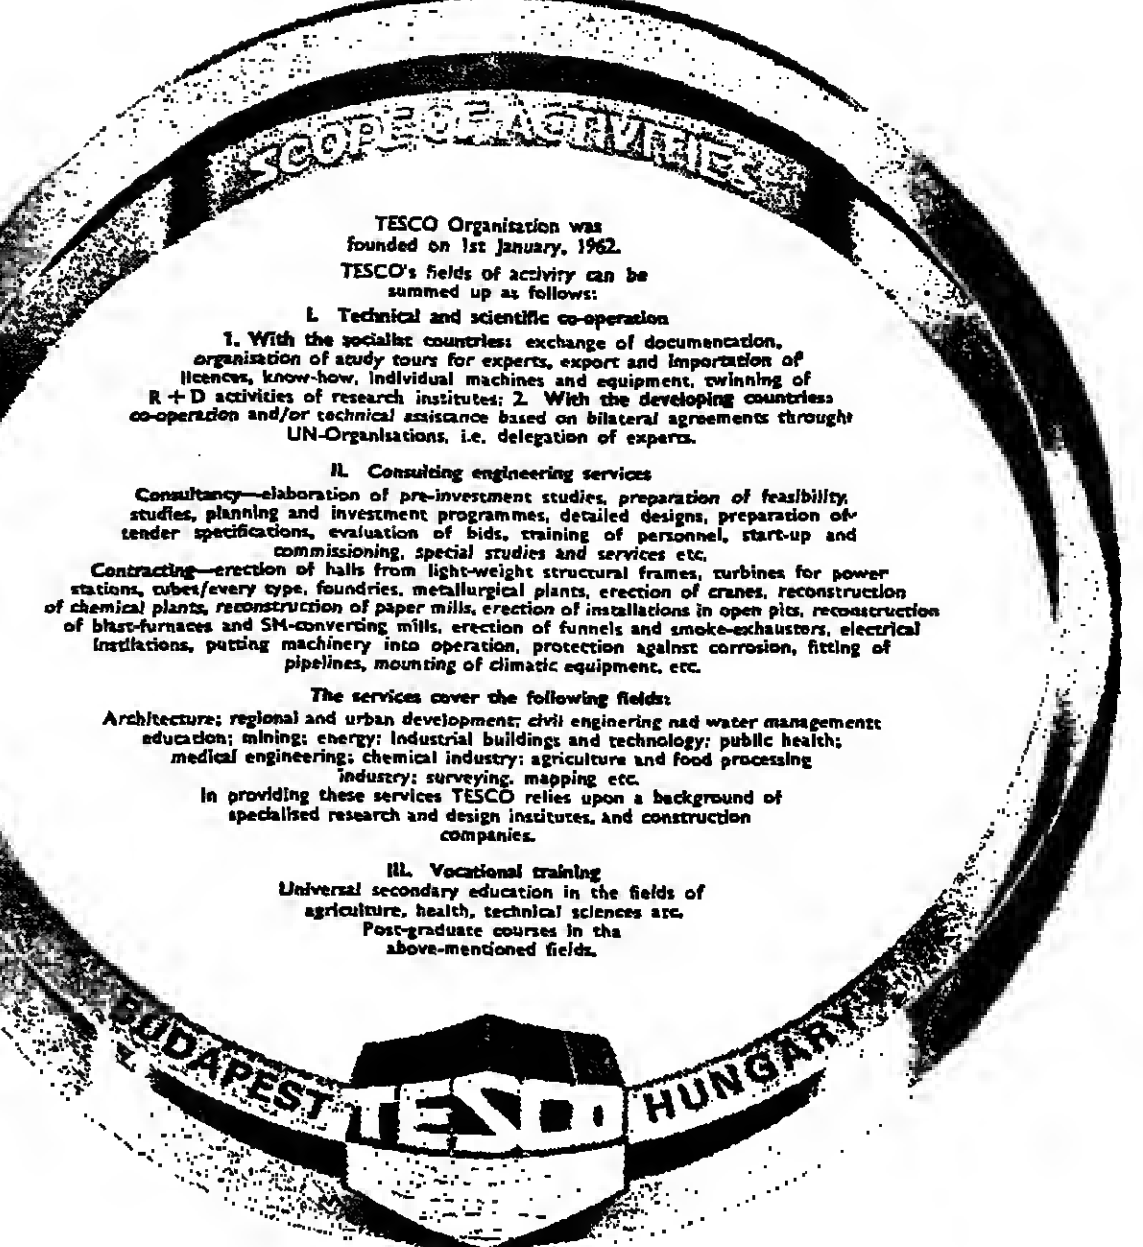 SCOPE OF ACTIVITIES
TESCO Organisation was
founded on 1st January, 1962.
TESCO's fields of activity can be
summed up as follows:
I. Technical and scientific co-operation
1. With the socialist countries: exchange of documentation,
organisation of study tours for experts, export and importation of
licences, know-how, individual machines and equipment, twinning of
R + D activities of research institutes; 2. With the developing countries:
co-operation and/or technical assistance based on bilateral agreements throught
UN-Organisations, i.e. delegation of experts.
II. Consulting engineering services
Consultancy—elaboration of pre-investment studies, preparation of feasibility
studies, planning and investment programmes, detailed designs, preparation of
tender specifications, evaluation of bids, training of personnel, start-up and
commissioning, special studies and services etc.
Contracting—erection of halls from light-weight structural frames, turbines for power
stations, tubes/every type, foundries, metallurgical plants, erection of cranes, reconstruction
of chemical plants, reconstruction of paper mills, erection of installations in open pits, reconstruction
of blast-furnaces and SM-converting mills, erection of funnels and smoke-exhaustors, electrical
instllations, putting machinery into operation, protection against corrosion, fitting of
pipelines, mounting of climatic equipment, etc.
The services cover the following fields:
Architecture; regional and urban development; civil enginering nad water management:
education; mining; energy; industrial buildings and technology; public health;
medical engineering; chemical industry; agriculture and food processing
industry; surveying, mapping etc.
In providing these services TESCO relies upon a background of
specialised research and design institutes, and construction
companies.
III. Vocational training
Universal secondary education in the fields of
agriculture, health, technical sciences etc.
Post-graduate courses in the
above-mentioned fields.
BUDAPEST TESCO HUNGARY